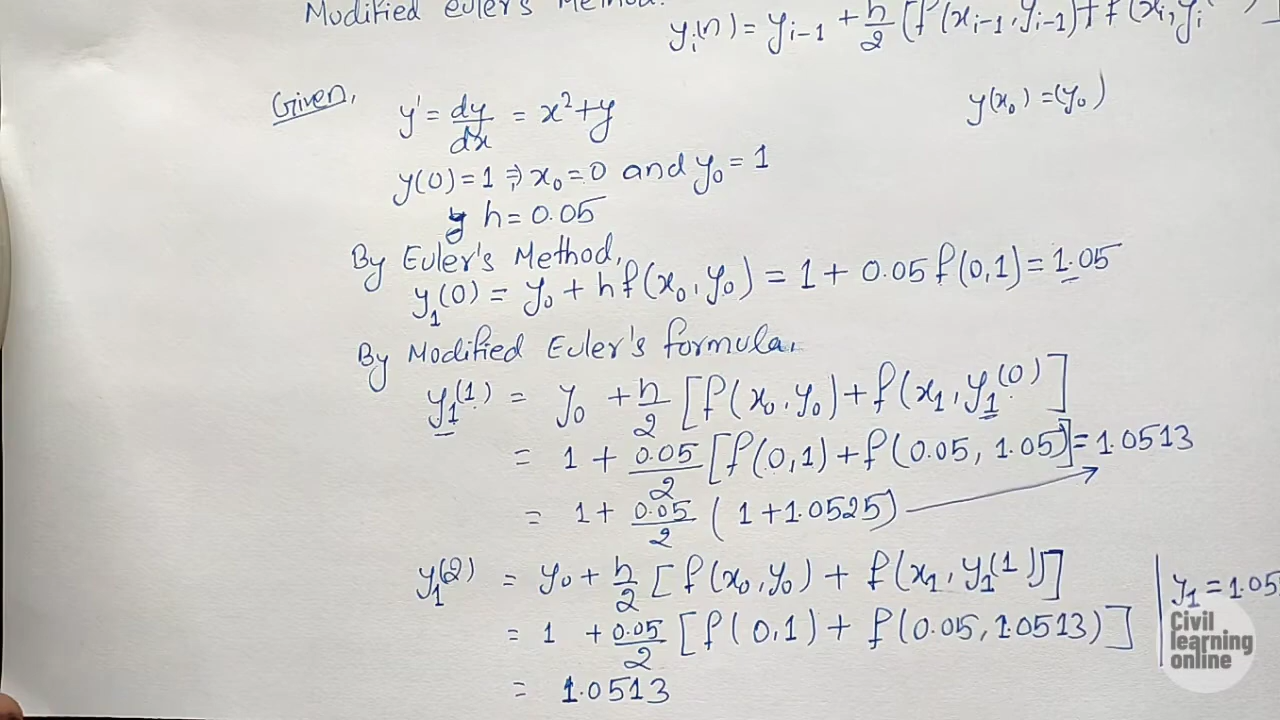 Modified Euler's Method.
yᵢ(n) = yᵢ₋₁ + h/2 [f(xᵢ₋₁, yᵢ₋₁) + f(xᵢ, yᵢ
Given,
y' = dy/dx = x² + y
y(x₀) = (y₀)
y(0) = 1 ⇒ x₀ = 0 and y₀ = 1
h = 0.05
By Euler's Method,
y₁(0) = y₀ + hf(x₀, y₀) = 1 + 0.05 f(0,1) = 1.05
By Modified Euler's formula.
y₁⁽¹⁾ = y₀ + h/2 [f(x₀, y₀) + f(x₁, y₁⁽⁰⁾]
= 1 + 0.05/2 [f(0,1) + f(0.05, 1.05)] = 1.0513
= 1 + 0.05/2 (1 + 1.0525)
y₁⁽²⁾ = y₀ + h/2 [f(x₀, y₀) + f(x₁, y₁⁽¹⁾)]
= 1 + 0.05/2 [f(0,1) + f(0.05, 1.0513)]
= 1.0513
y₁ = 1.05
Civil
learning
online